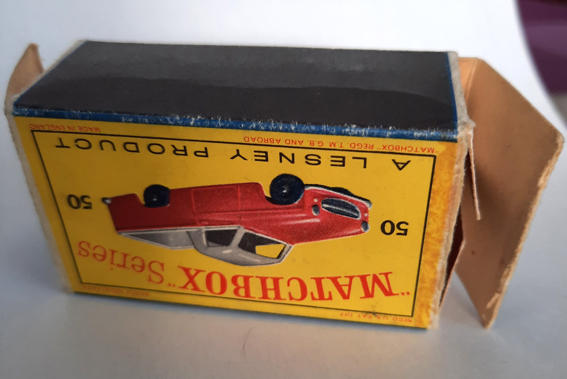 "MATCHBOX" Series
50 50
A LESNEY PRODUCT
"MATCHBOX" REGD. T.M. G.B. AND ABROAD MADE IN ENGLAND